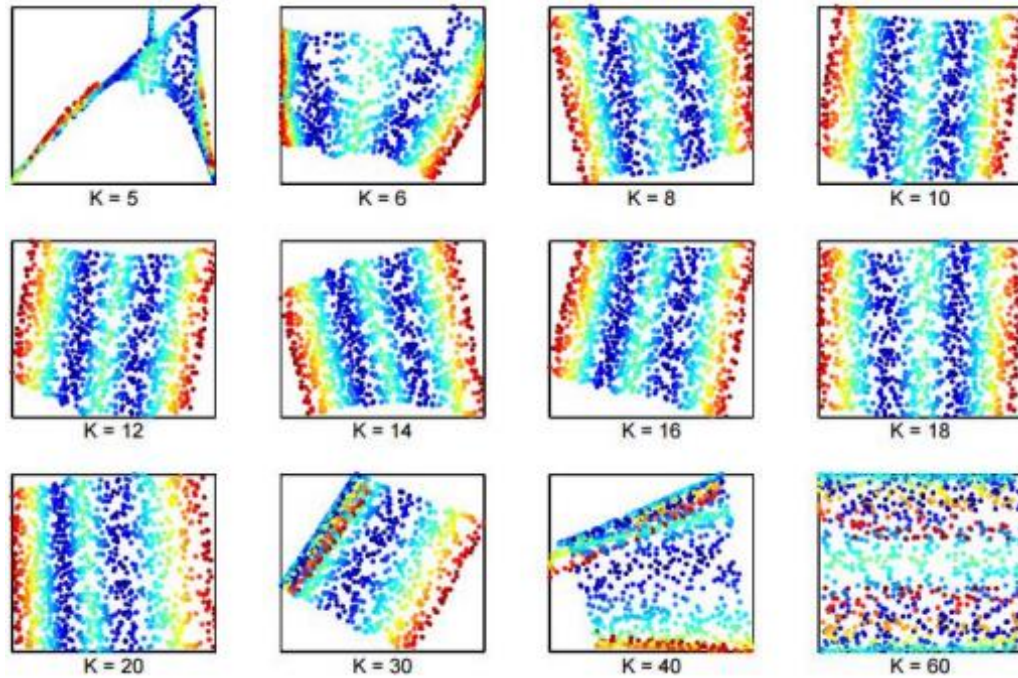 K = 5
K = 6
K = 8
K = 10
K = 12
K = 14
K = 16
K = 18
K = 20
K = 30
K = 40
K = 60